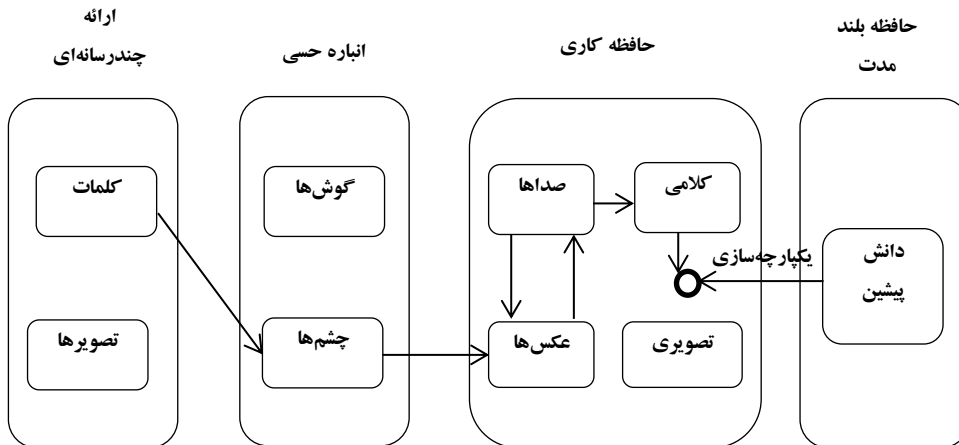 ارائه
چندرسانه‌ای
انباره حسی
حافظه کاری
حافظه بلند
مدت
کلمات
گوش‌ها
صداها
کلامی
یکپارچه‌سازی
دانش
پیشین
تصویرها
چشم‌ها
عکس‌ها
تصویری